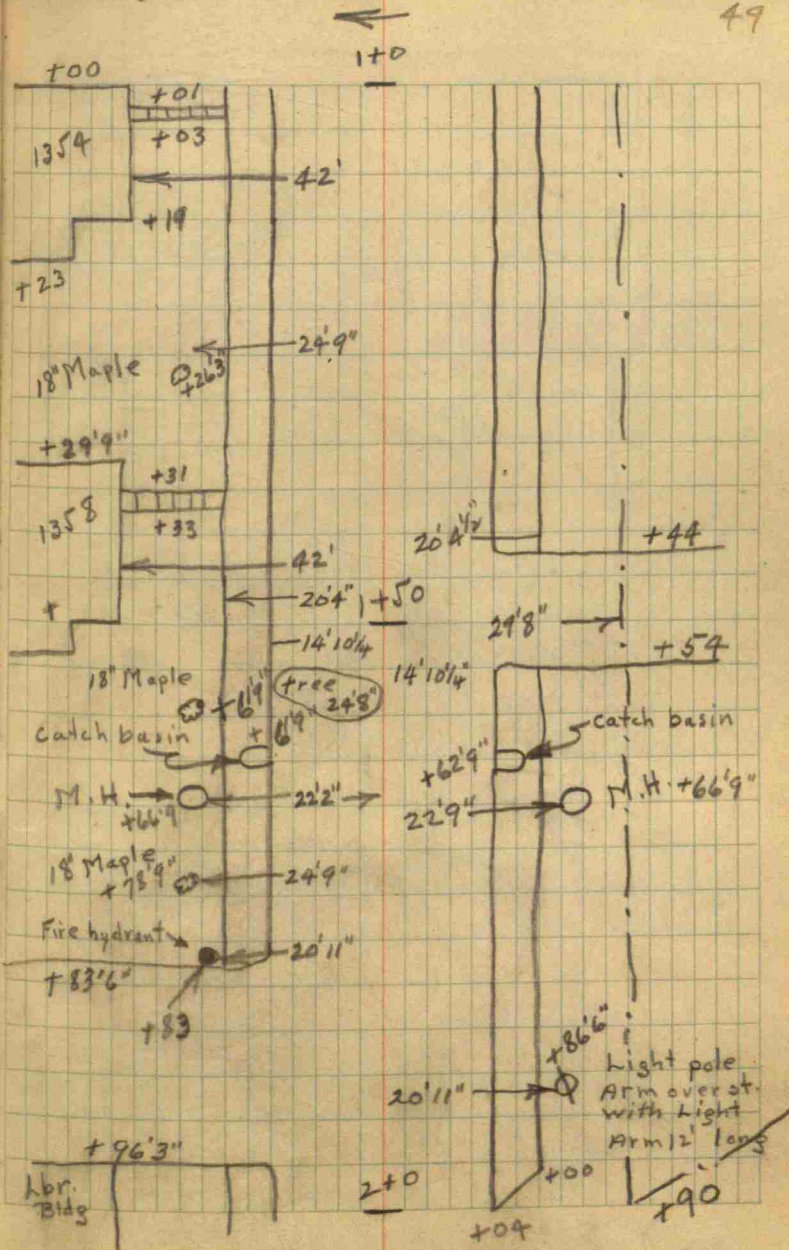 49
1+0
+00
+01
1354
+03
42'
+19
+23
24'9"
18" Maple
+26'3"
+29'9"
+31
1358
+33
20'4 1/2"
+44
42'
20'4"
1+50
29'8"
+
14'10 1/4
+54
18" Maple
tree
24'8"
14'10 1/4"
+61'9"
Catch basin
Catch basin
+62'9"
M.H.
+66'9
22'2"
22'9"
M.H. +66'9"
18" Maple
+78'9"
24'9"
Fire hydrant
20'11"
+83'6"
+83
+86'6"
Light pole
Arm over st.
with Light
Arm 12' long
20'11"
+96'3"
Lbr.
Bldg
2+0
+00
+04
+90